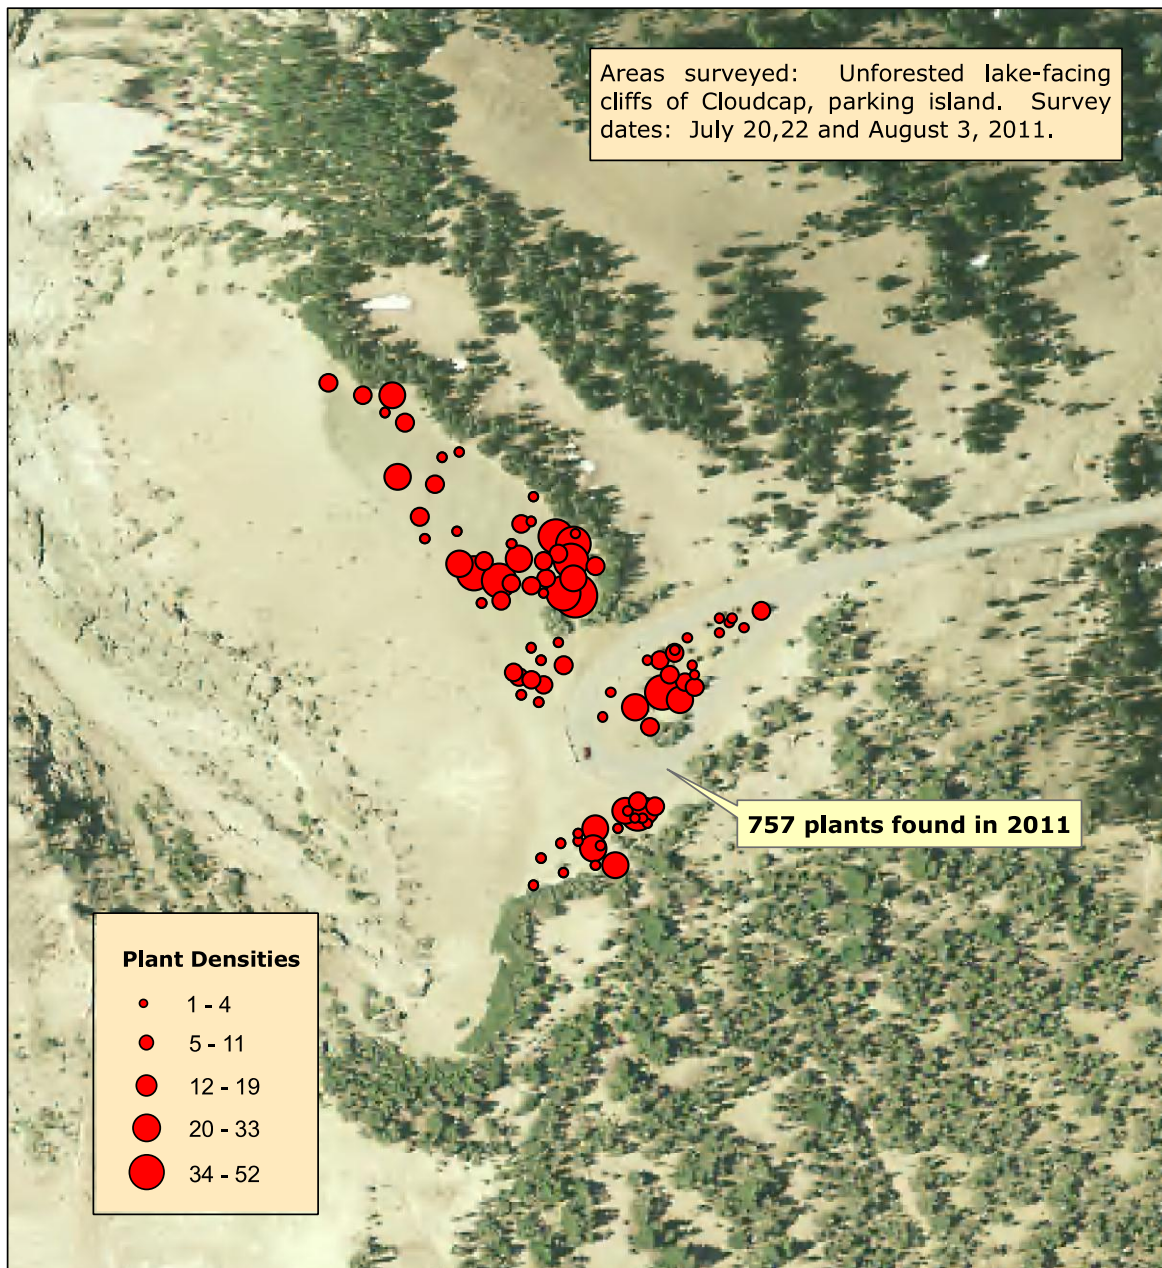 Areas surveyed: Unforested lake-facing
cliffs of Cloudcap, parking island. Survey
dates: July 20,22 and August 3, 2011.
757 plants found in 2011
Plant Densities
1 - 4
5 - 11
12 - 19
20 - 33
34 - 52